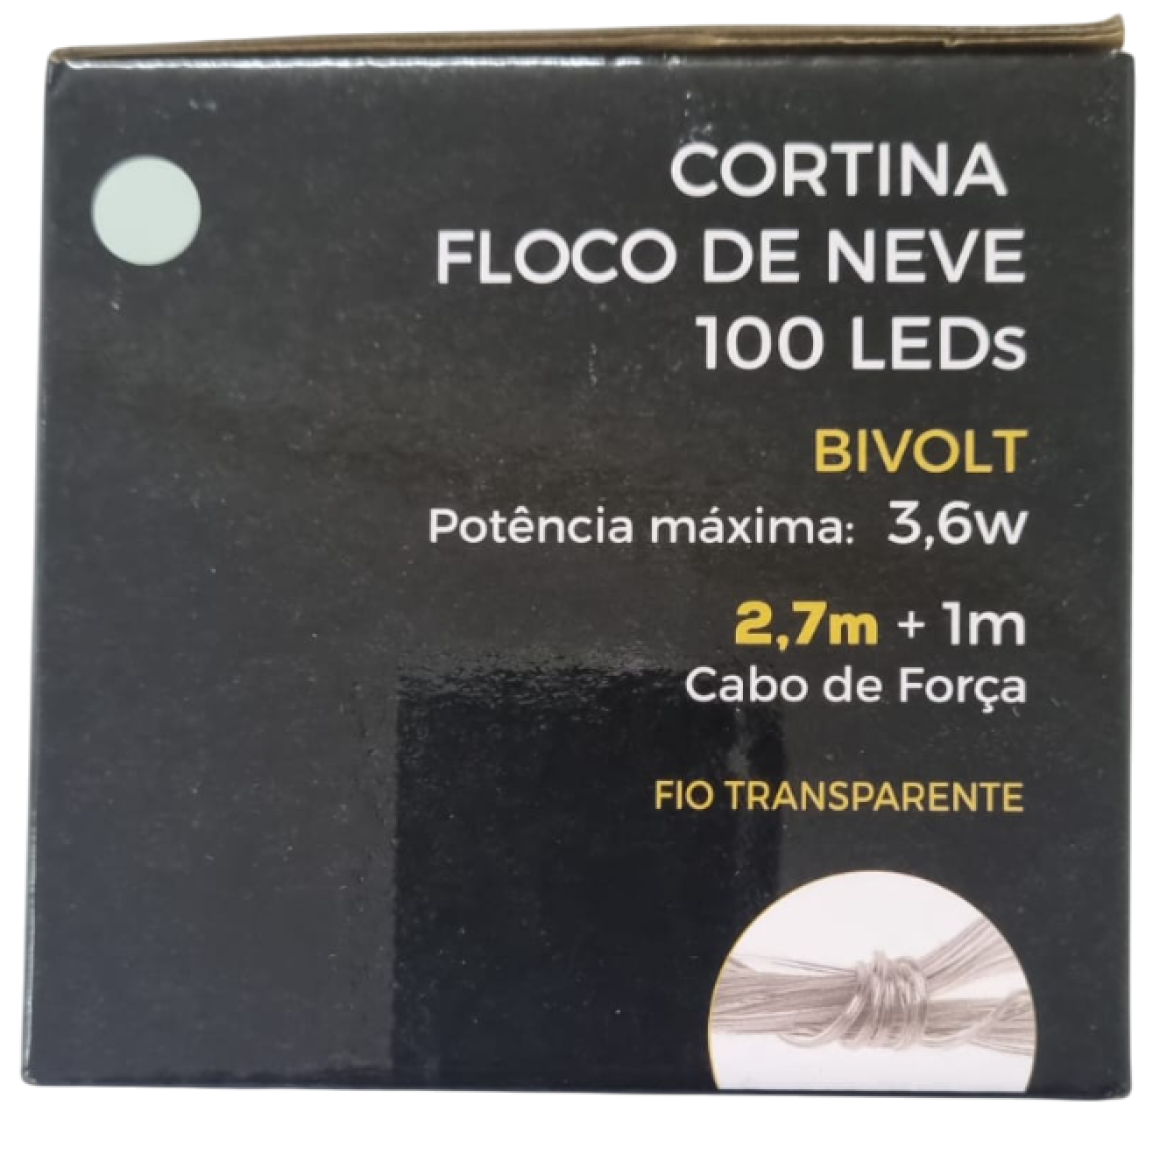 CORTINA
FLOCO DE NEVE
100 LEDs
BIVOLT
Potência máxima: 3,6w
2,7m + 1m
Cabo de Força
FIO TRANSPARENTE